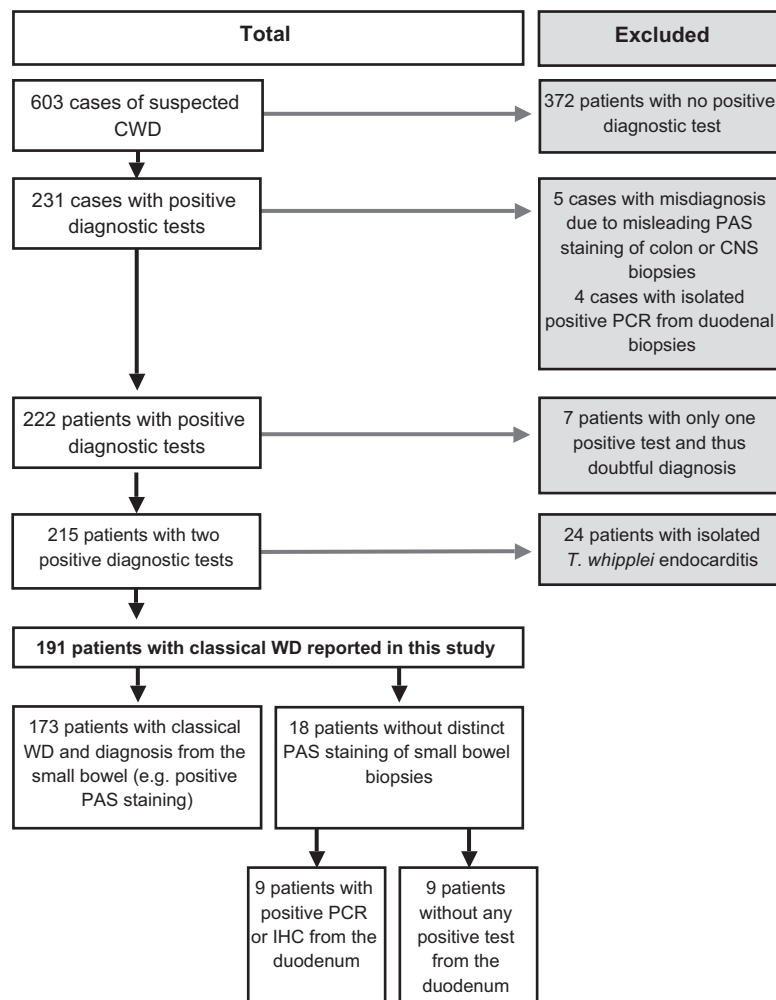 Total
Excluded
603 cases of suspected
CWD
372 patients with no positive
diagnostic test
231 cases with positive
diagnostic tests
5 cases with misdiagnosis
due to misleading PAS
staining of colon or CNS
biopsies
4 cases with isolated
positive PCR from duodenal
biopsies
222 patients with positive
diagnostic tests
7 patients with only one
positive test and thus
doubtful diagnosis
215 patients with two
positive diagnostic tests
24 patients with isolated
T. whipplei endocarditis
191 patients with classical WD reported in this study
173 patients with classical
WD and diagnosis from the
small bowel (e.g. positive
PAS staining)
18 patients without distinct
PAS staining of small bowel
biopsies
9 patients with
positive PCR
or IHC from the
duodenum
9 patients
without any
positive test
from the
duodenum